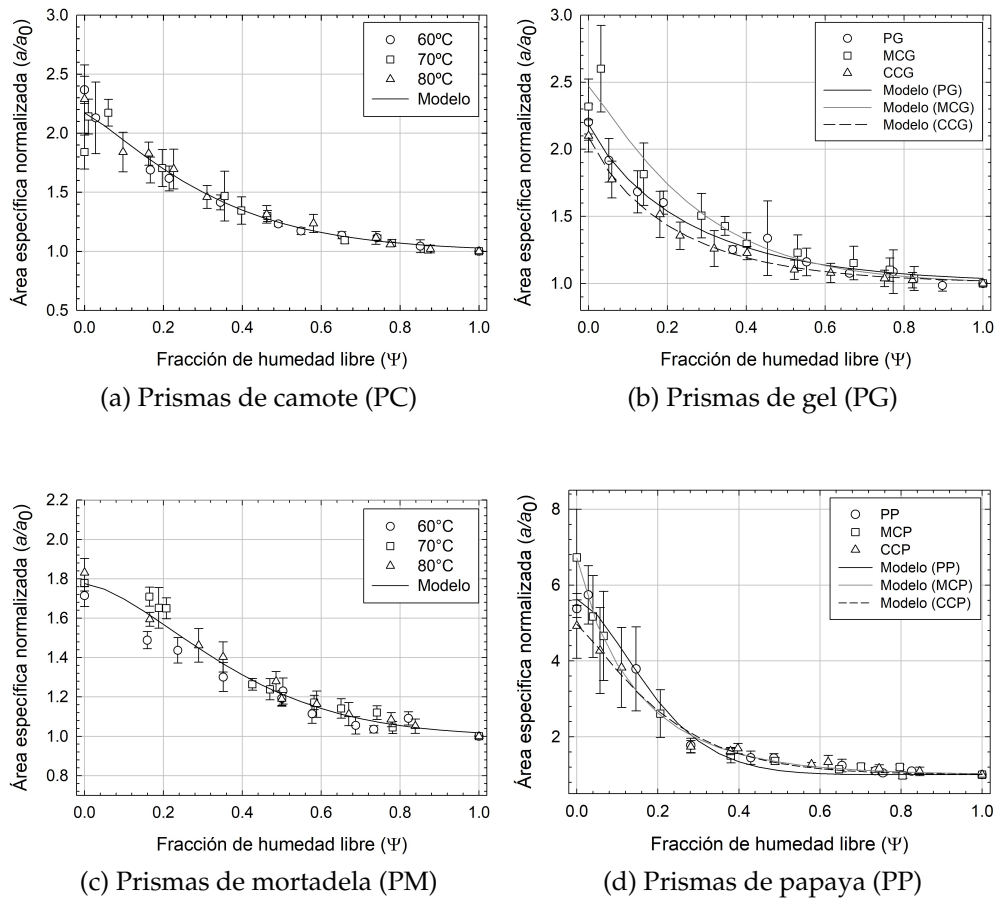 Área específica normalizada (a/a0)
3.0
2.5
2.0
1.5
1.0
0.5
60ºC
70ºC
80ºC
Modelo
0.0 0.2 0.4 0.6 0.8 1.0
Fracción de humedad libre (Ψ)
(a) Prismas de camote (PC)
Área específica normalizada (a/a0)
3.0
2.5
2.0
1.5
1.0
PG
MCG
CCG
Modelo (PG)
Modelo (MCG)
Modelo (CCG)
0.0 0.2 0.4 0.6 0.8 1.0
Fracción de humedad libre (Ψ)
(b) Prismas de gel (PG)
Área específica normalizada (a/a0)
2.2
2.0
1.8
1.6
1.4
1.2
1.0
0.8
60°C
70°C
80°C
Modelo
0.0 0.2 0.4 0.6 0.8 1.0
Fracción de humedad libre (Ψ)
(c) Prismas de mortadela (PM)
Área específica normalizada (a/a0)
8
6
4
2
PP
MCP
CCP
Modelo (PP)
Modelo (MCP)
Modelo (CCP)
0.0 0.2 0.4 0.6 0.8 1.0
Fracción de humedad libre (Ψ)
(d) Prismas de papaya (PP)